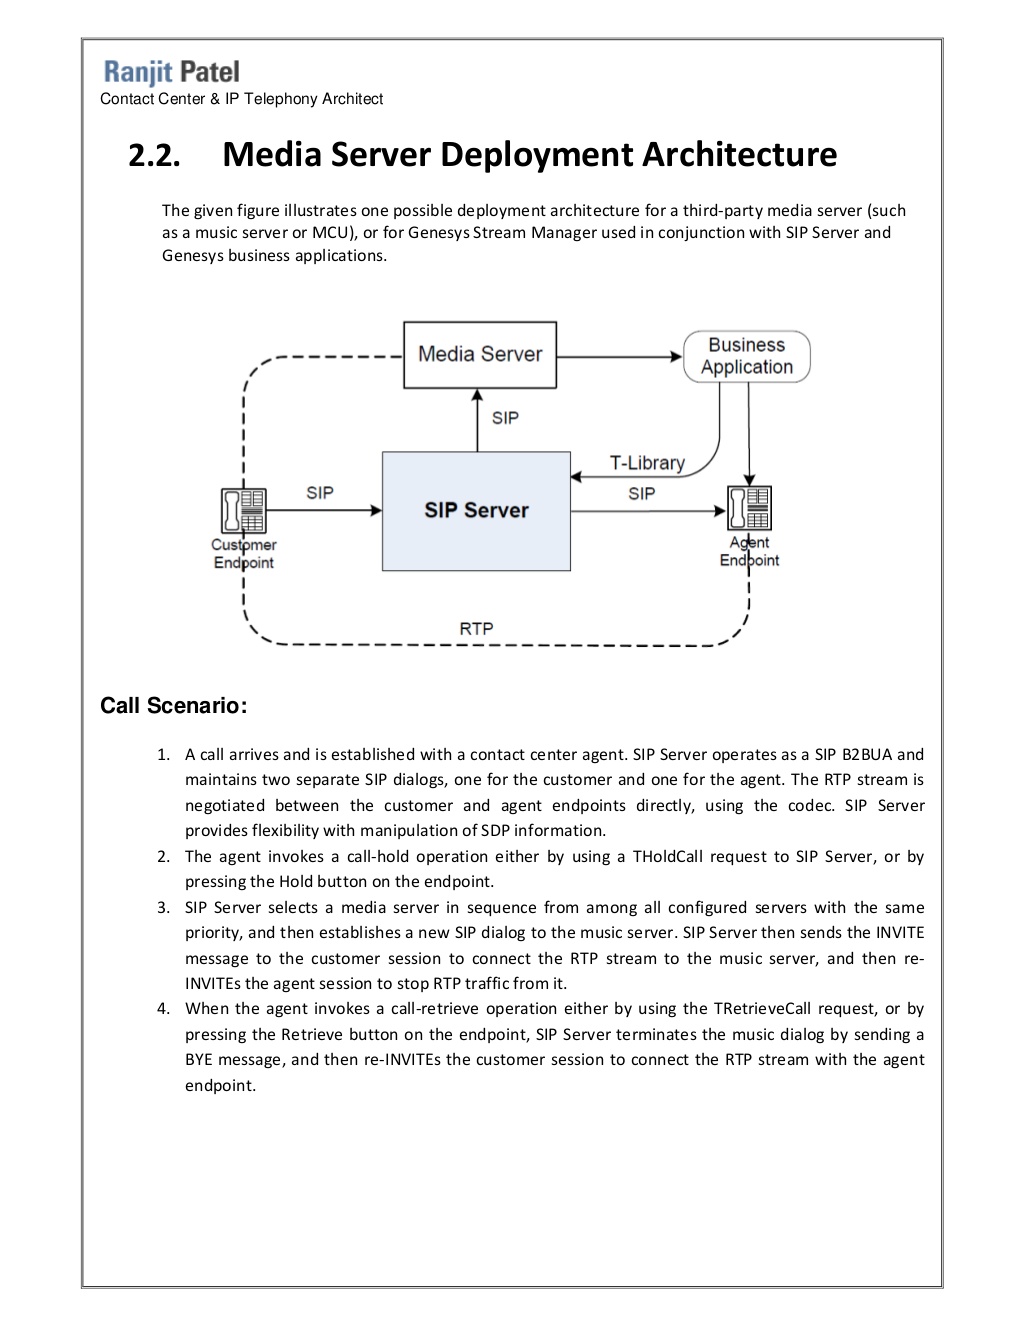 Ranjit Patel
Contact Center & IP Telephony Architect
2.2. Media Server Deployment Architecture
The given figure illustrates one possible deployment architecture for a third-party media server (such
as a music server or MCU), or for Genesys Stream Manager used in conjunction with SIP Server and
Genesys business applications.
Media Server
Business
Application
SIP
T-Library
SIP
SIP
SIP Server
Customer
Endpoint
Agent
Endpoint
RTP
Call Scenario:
1. A call arrives and is established with a contact center agent. SIP Server operates as a SIP B2BUA and
maintains two separate SIP dialogs, one for the customer and one for the agent. The RTP stream is
negotiated between the customer and agent endpoints directly, using the codec. SIP Server
provides flexibility with manipulation of SDP information.
2. The agent invokes a call-hold operation either by using a THoldCall request to SIP Server, or by
pressing the Hold button on the endpoint.
3. SIP Server selects a media server in sequence from among all configured servers with the same
priority, and then establishes a new SIP dialog to the music server. SIP Server then sends the INVITE
message to the customer session to connect the RTP stream to the music server, and then re-
INVITEs the agent session to stop RTP traffic from it.
4. When the agent invokes a call-retrieve operation either by using the TRetrieveCall request, or by
pressing the Retrieve button on the endpoint, SIP Server terminates the music dialog by sending a
BYE message, and then re-INVITEs the customer session to connect the RTP stream with the agent
endpoint.